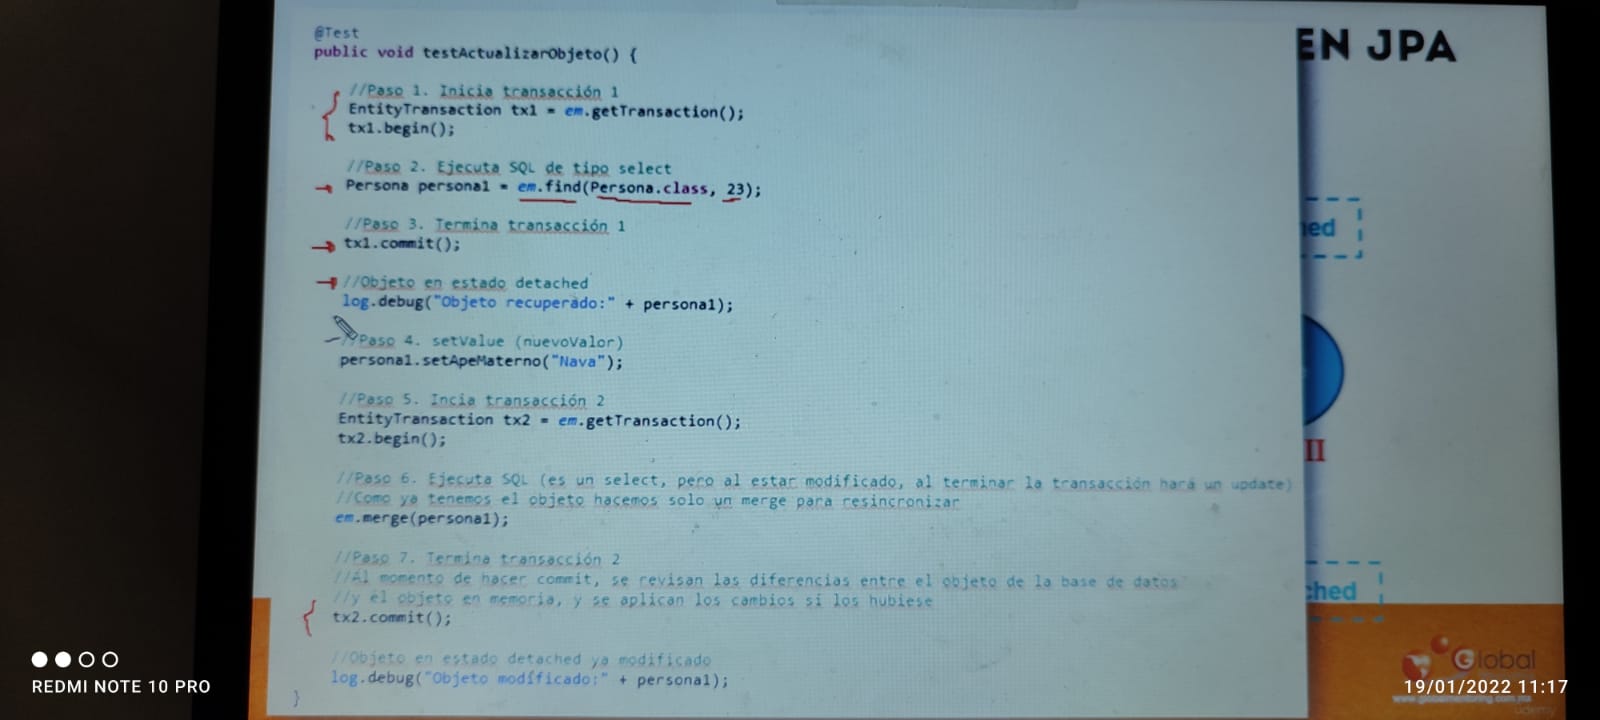 @Test
public void testActualizarObjeto() {
//Paso 1. Inicia transacción 1
EntityTransaction tx1 = em.getTransaction();
tx1.begin();
//Paso 2. Ejecuta SQL de tipo select
Persona persona1 = em.find(Persona.class, 23);
//Paso 3. Termina transacción 1
tx1.commit();
//Objeto en estado detached
log.debug("Objeto recuperado:" + persona1);
//Paso 4. setValue (nuevoValor)
persona1.setApeMaterno("Nava");
//Paso 5. Incia transacción 2
EntityTransaction tx2 = em.getTransaction();
tx2.begin();
//Paso 6. Ejecuta SQL (es un select, pero al estar modificado, al terminar la transacción hará un update)
//Como ya tenemos el objeto hacemos solo un merge para resincronizar
em.merge(persona1);
//Paso 7. Termina transacción 2
//Al momento de hacer commit, se revisan las diferencias entre el objeto de la base de datos
//y el objeto en memoria, y se aplican los cambios si los hubiese
tx2.commit();
//Objeto en estado detached ya modificado
log.debug("Objeto modificado:" + persona1);
}
EN JPA
ned
II
ched
Global
udemy
REDMI NOTE 10 PRO
19/01/2022 11:17